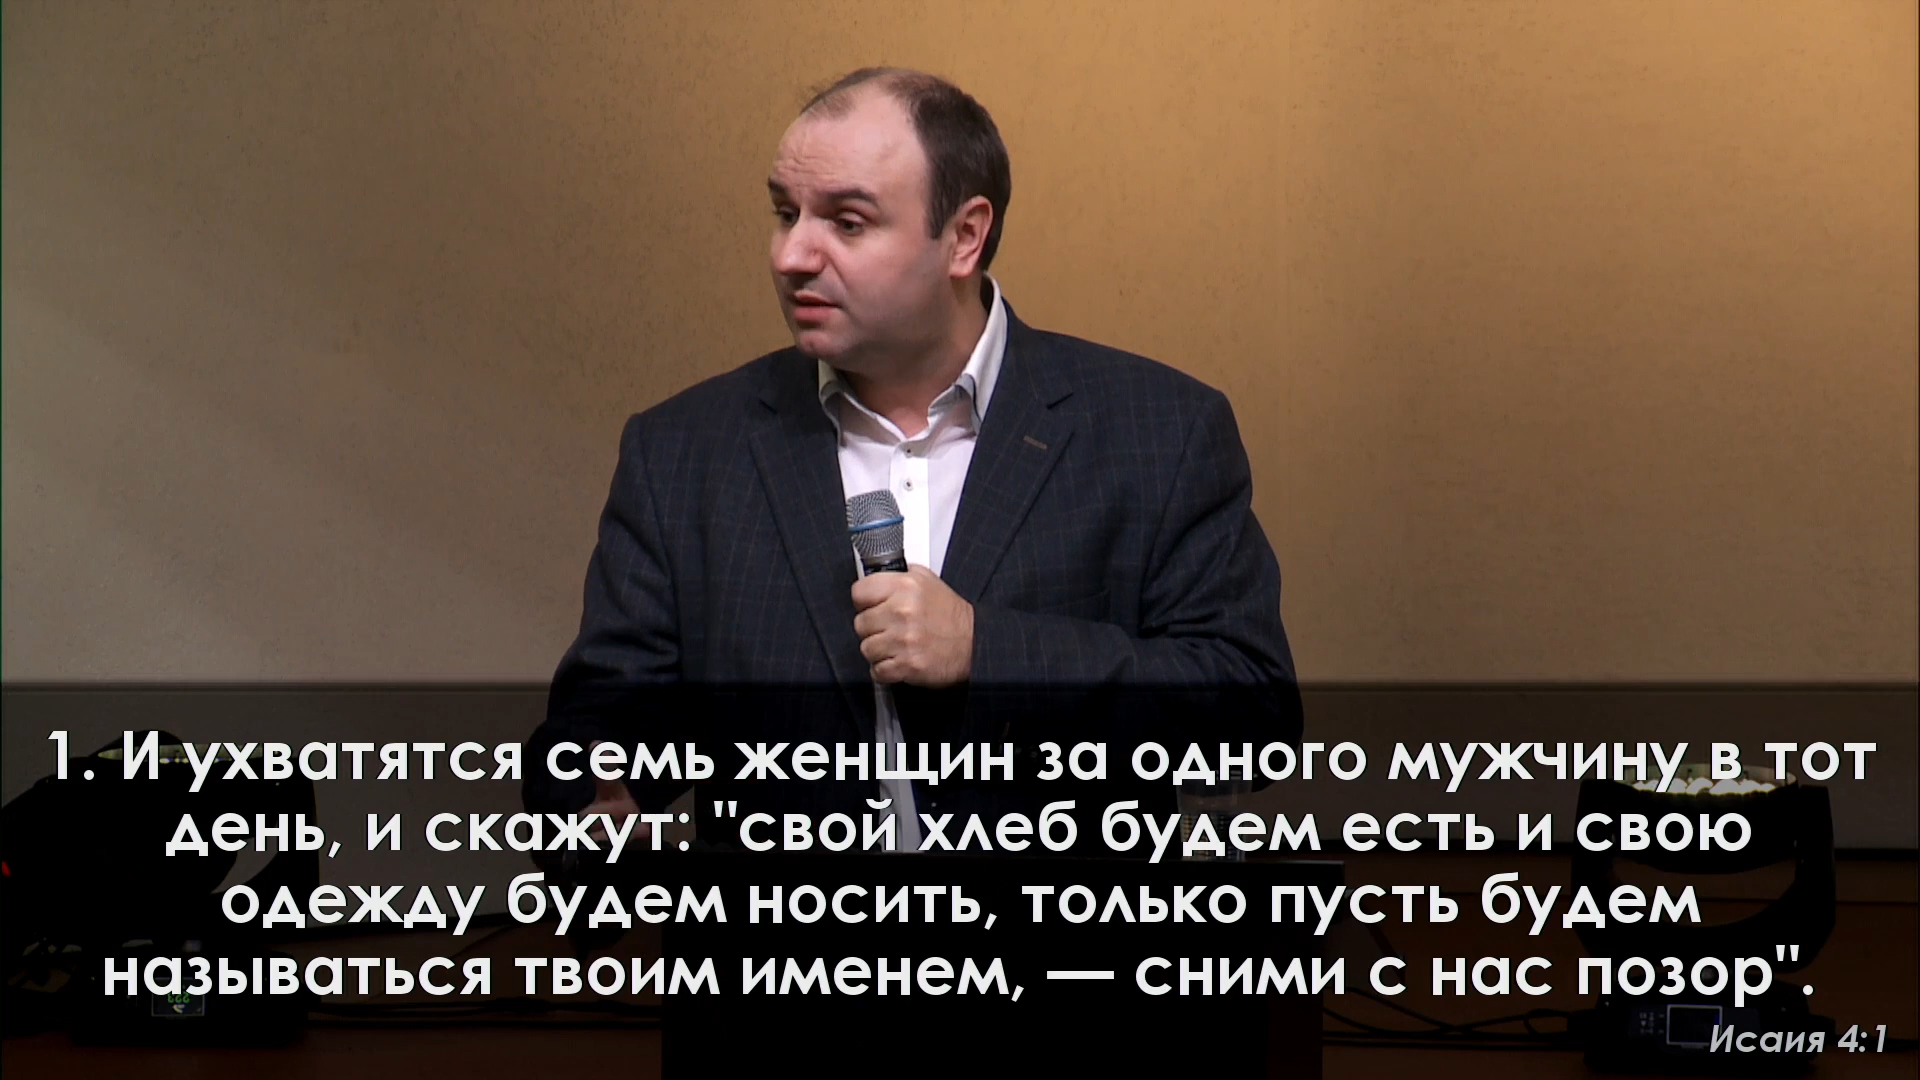 1. И ухватятся семь женщин за одного мужчину в тот
день, и скажут: "свой хлеб будем есть и свою
одежду будем носить, только пусть будем
называться твоим именем, — сними с нас позор".
Исаия 4:1